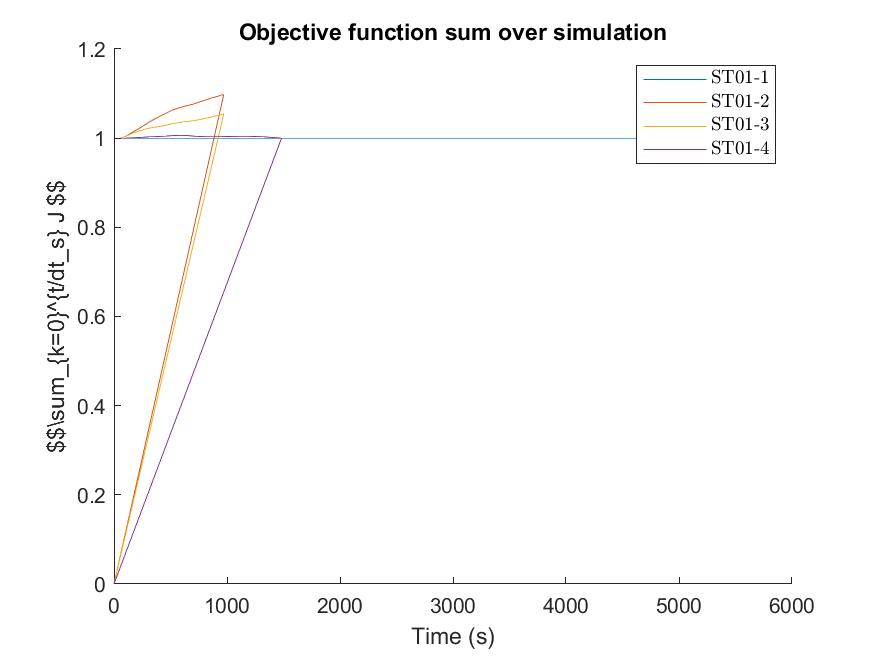 Objective function sum over simulation
1.2
1
0.8
0.6
0.4
0.2
0
$$\sum_{k=0}^{t/dt_s} J $$
ST01-1
ST01-2
ST01-3
ST01-4
0 1000 2000 3000 4000 5000 6000
Time (s)